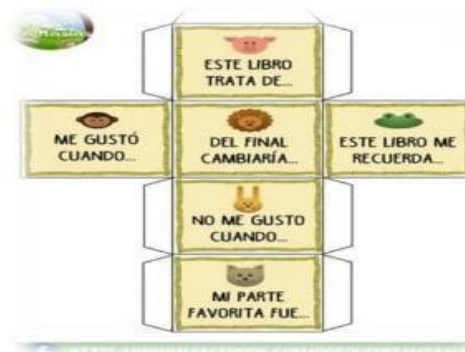 ESTE LIBRO
TRATA DE...
ME GUSTÓ
CUANDO...
DEL FINAL
CAMBIARÍA...
ESTE LIBRO ME
RECUERDA...
NO ME GUSTO
CUANDO...
MI PARTE
FAVORITA FUE...